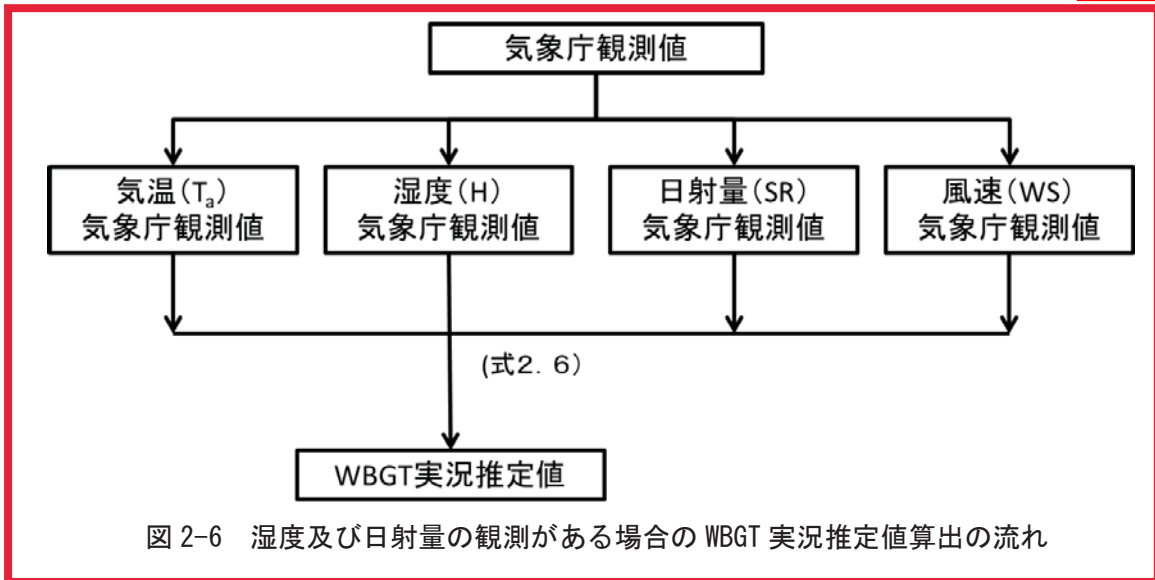 気象庁観測値
気温(Ta)
気象庁観測値
湿度(H)
気象庁観測値
日射量(SR)
気象庁観測値
風速(WS)
気象庁観測値
(式2.6)
WBGT実況推定値
図 2-6 湿度及び日射量の観測がある場合の WBGT 実況推定値算出の流れ